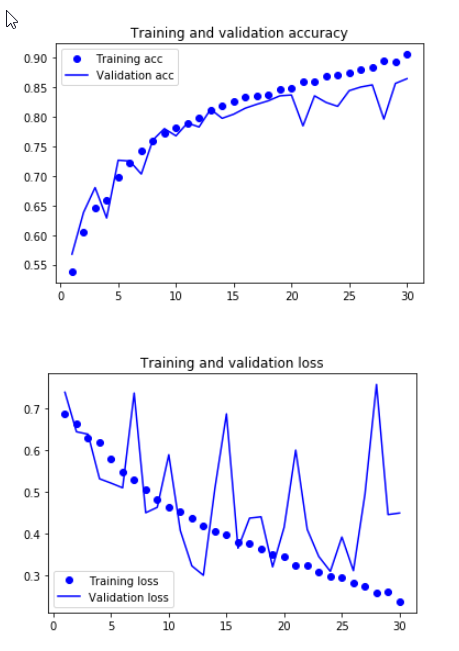 Training and validation accuracy
Training acc
Validation acc
0.90
0.85
0.80
0.75
0.70
0.65
0.60
0.55
0 5 10 15 20 25 30
Training and validation loss
0.7
0.6
0.5
0.4
0.3
Training loss
Validation loss
0 5 10 15 20 25 30